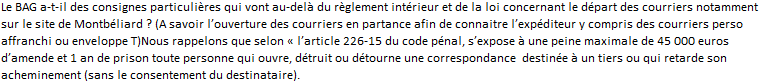 Le BAG a-t-il des consignes particulières qui vont au-delà du règlement intérieur et de la loi concernant le départ des courriers notamment
sur le site de Montbéliard ? (A savoir l'ouverture des courriers en partance afin de connaitre l'expéditeur y compris des courriers perso
affranchi ou enveloppe T)Nous rappelons que selon « l'article 226-15 du code pénal, s'expose à une peine maximale de 45 000 euros
d'amende et 1 an de prison toute personne qui ouvre, détruit ou détourne une correspondance  destinée à un tiers ou qui retarde son
acheminement (sans le consentement du destinataire).